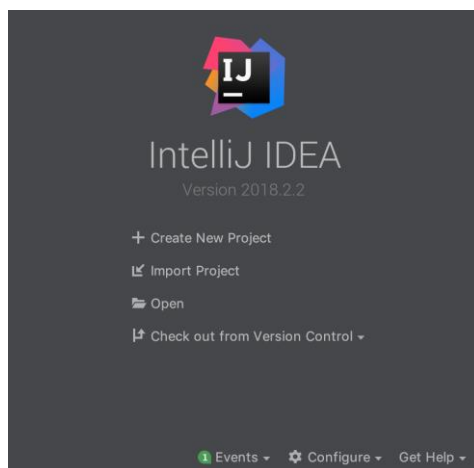 IJ
IntelliJ IDEA
Version 2018.2.2
Create New Project
Import Project
Open
Check out from Version Control
1 Events Configure Get Help